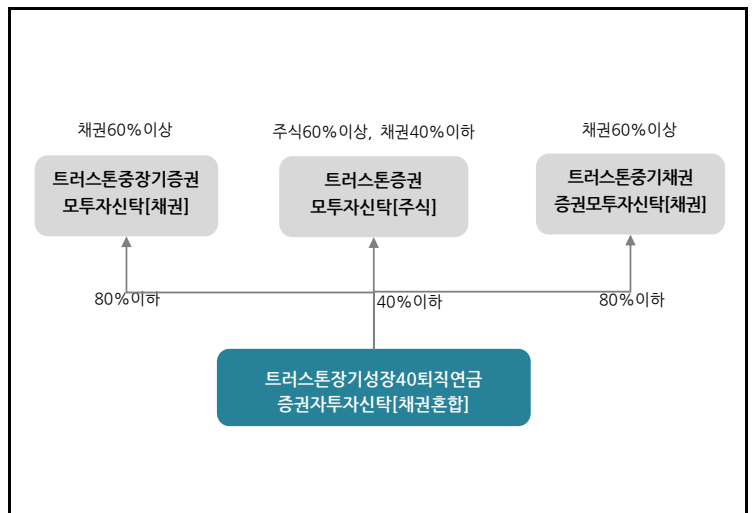 채권60%이상
주식60%이상, 채권40%이하
채권60%이상
트러스톤중장기증권
모투자신탁[채권]
트러스톤증권
모투자신탁[주식]
트러스톤중기채권
증권모투자신탁[채권]
80%이하
40%이하
80%이하
트러스톤장기성장40퇴직연금
증권자투자신탁[채권혼합]